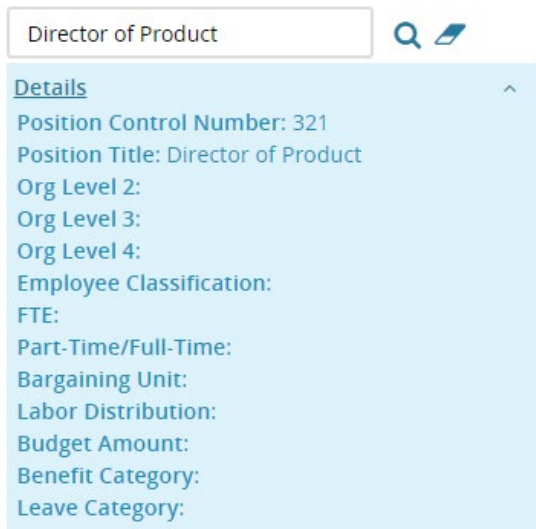 Director of Product
Details
Position Control Number: 321
Position Title: Director of Product
Org Level 2:
Org Level 3:
Org Level 4:
Employee Classification:
FTE:
Part-Time/Full-Time:
Bargaining Unit:
Labor Distribution:
Budget Amount:
Benefit Category:
Leave Category: